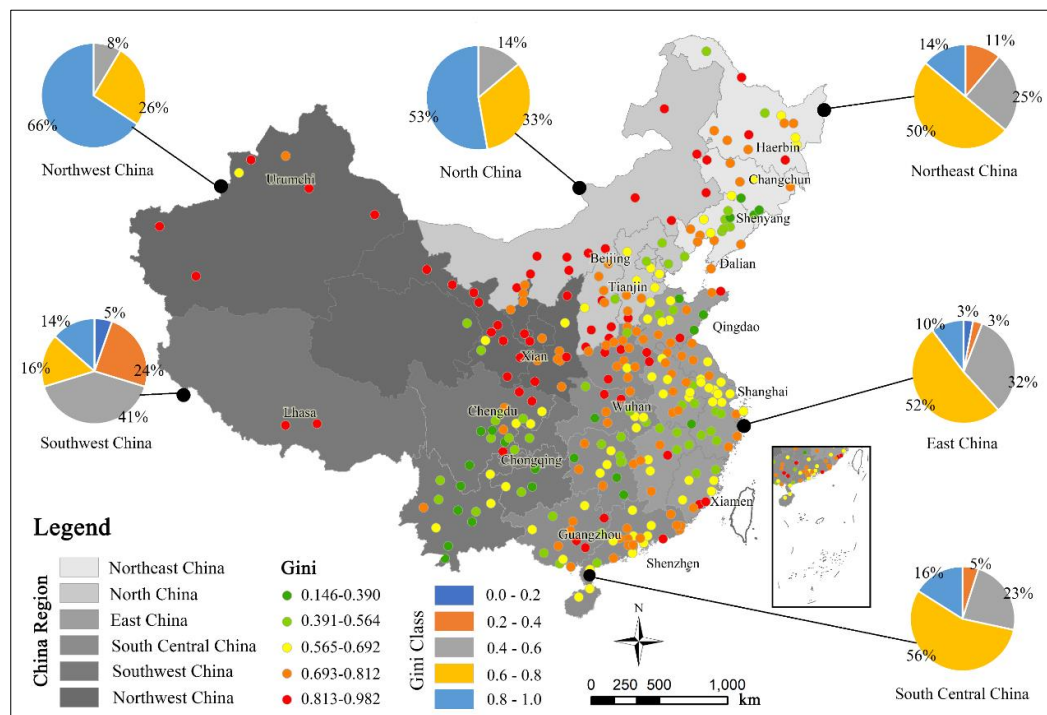 8%
26%
66%
Northwest China
14%
33%
53%
North China
14%
11%
25%
50%
Northeast China
Haerbin
Changchun
Urumchi
Shenyang
Beijing
Dalian
Tianjin
Qingdao
Xian
14%
5%
16%
24%
41%
Southwest China
Lhasa
Chengdu
Wuhan
Shanghai
Chongqing
10%
3%
3%
32%
52%
East China
Xiamen
Guangzhou
Shenzhen
Legend
China Region
Northeast China
North China
East China
South Central China
Southwest China
Northwest China
Gini
0.146-0.390
0.391-0.564
0.565-0.692
0.693-0.812
0.813-0.982
Gini Class
0.0 - 0.2
0.2 - 0.4
0.4 - 0.6
0.6 - 0.8
0.8 - 1.0
N
0 250 500 1,000
km
16%
5%
23%
56%
South Central China